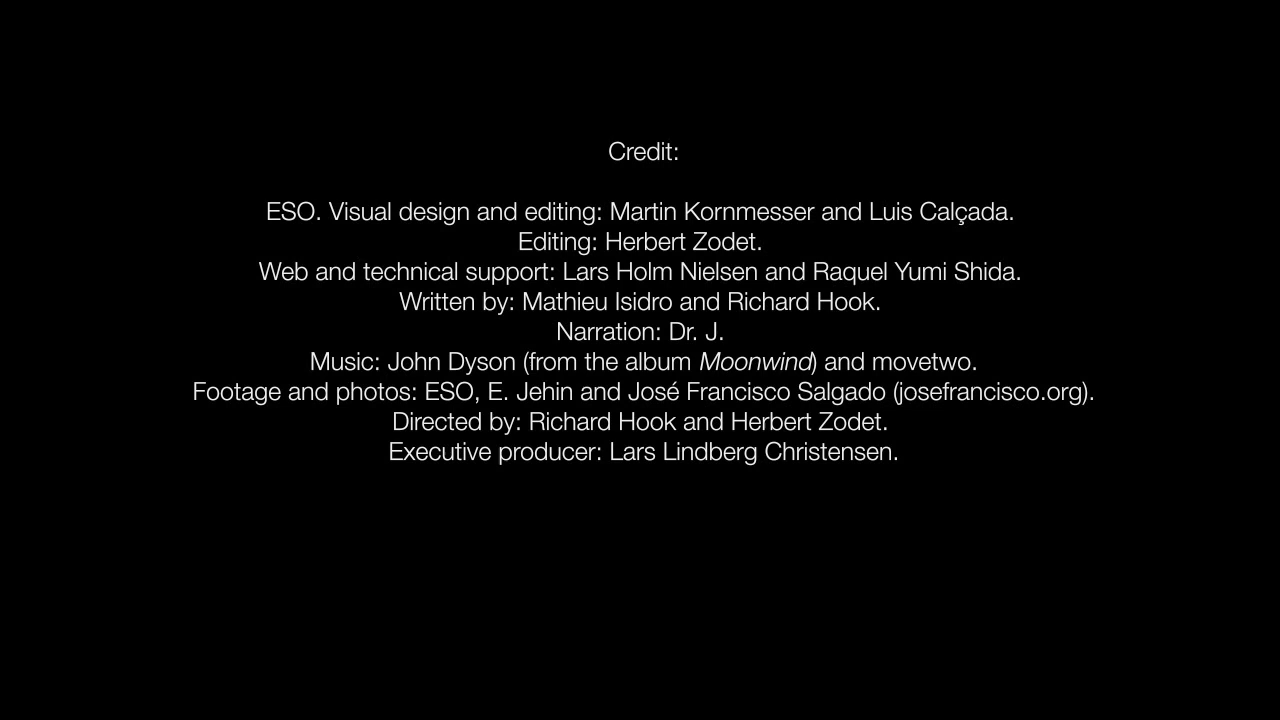 Credit:
ESO. Visual design and editing: Martin Kornmesser and Luis Calçada.
Editing: Herbert Zodet.
Web and technical support: Lars Holm Nielsen and Raquel Yumi Shida.
Written by: Mathieu Isidro and Richard Hook.
Narration: Dr. J.
Music: John Dyson (from the album Moonwind) and movetwo.
Footage and photos: ESO, E. Jehin and José Francisco Salgado (josefrancisco.org).
Directed by: Richard Hook and Herbert Zodet.
Executive producer: Lars Lindberg Christensen.